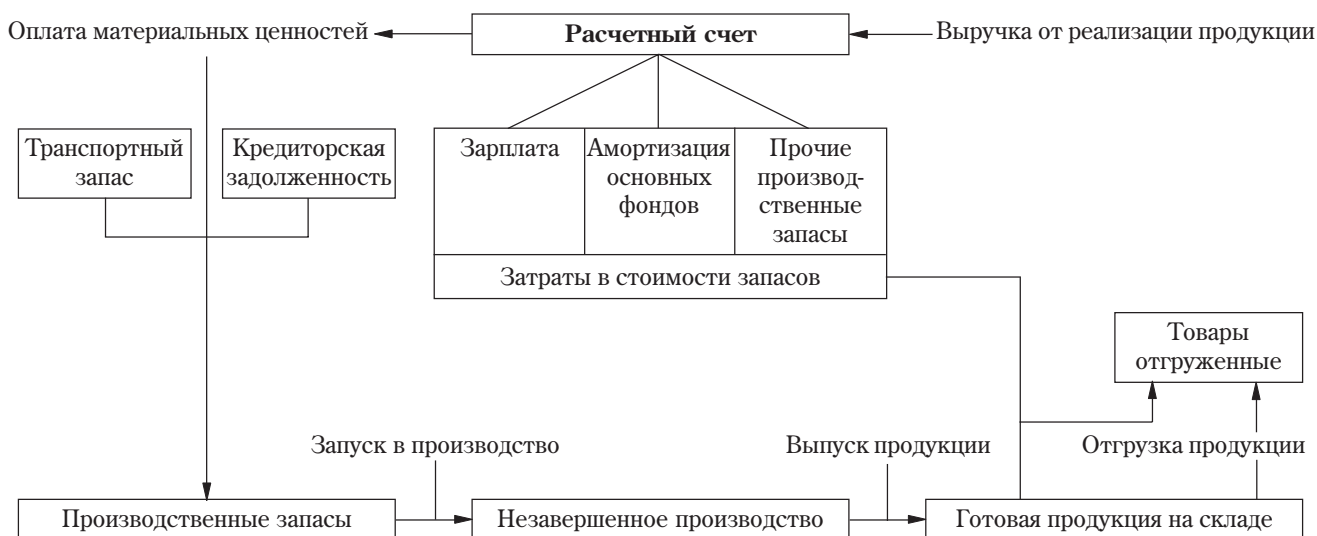 Оплата материальных ценностей
Расчетный счет
Выручка от реализации продукции
Транспортный
запас
Кредиторская
задолженность
Зарплата
Амортизация
основных
фондов
Прочие
производ-
ственные
запасы
Затраты в стоимости запасов
Товары
отгруженные
Запуск в производство
Выпуск продукции
Отгрузка продукции
Производственные запасы
Незавершенное производство
Готовая продукция на складе